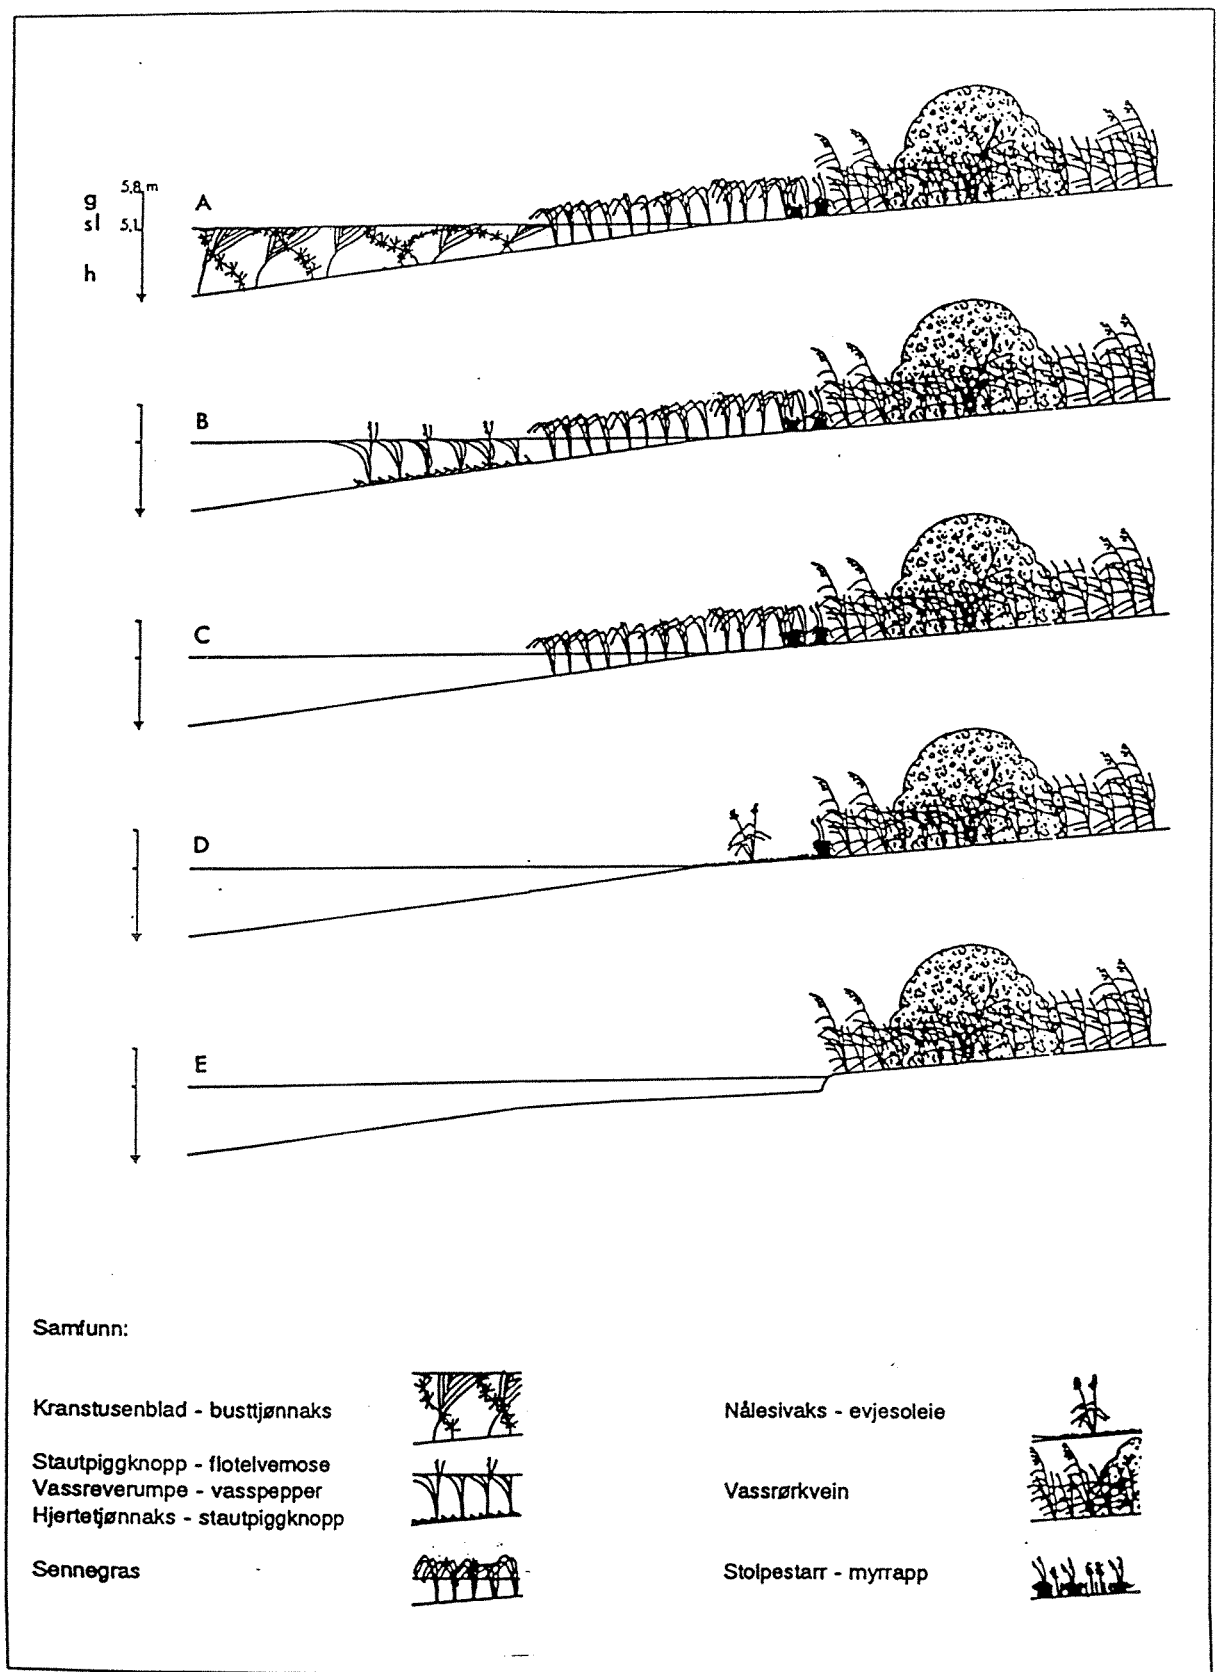 g 5,8 m A
sl 5,1
h
B
C
D
E
Samfunn:
Kranstusenblad - busttjønnaks
Stautpiggknopp - flotelvemose
Vassreverumpe - vasspepper
Hjertetjønnaks - stautpiggknopp
Sennegras
Nålesivaks - evjesoleie
Vassrørkvein
Stolpestarr - myrrapp